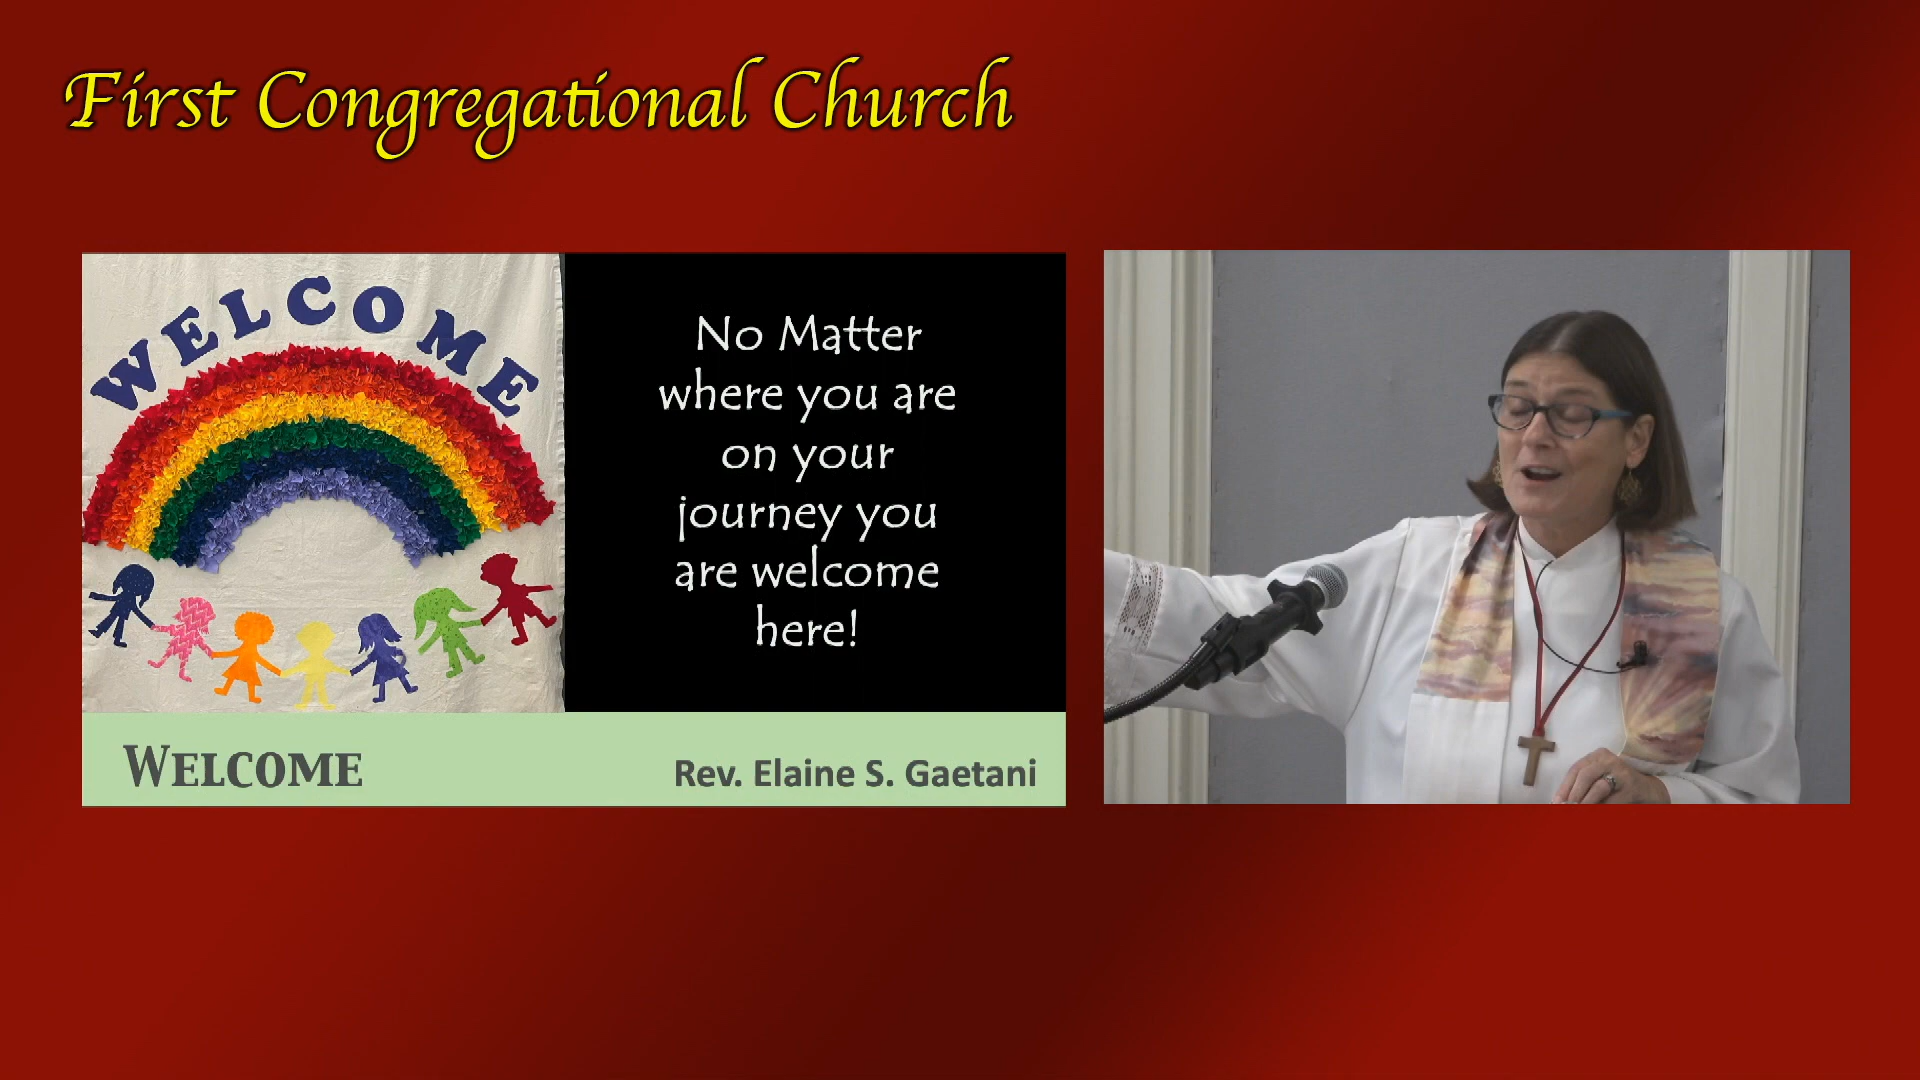 First Congregational Church
WELCOME
No Matter
where you are
on your
journey you
are welcome
here!
WELCOME
Rev. Elaine S. Gaetani